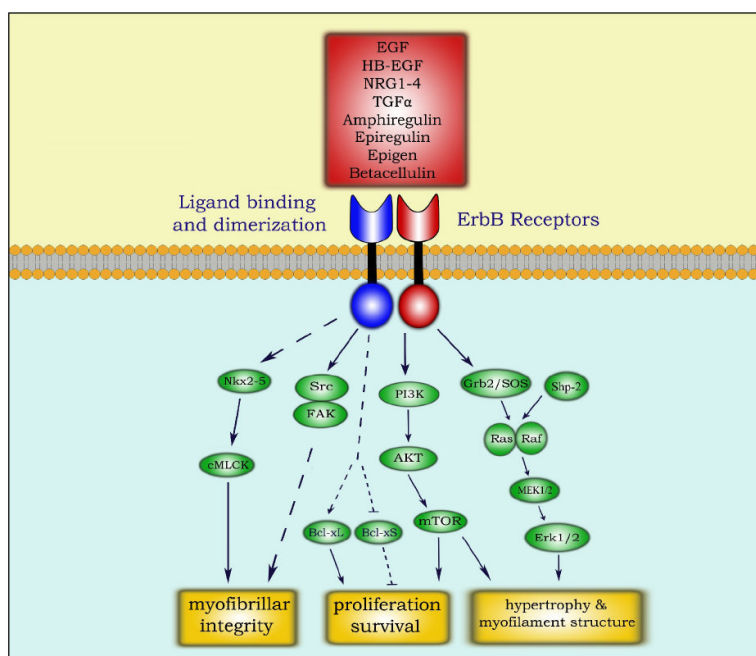 EGF
HB-EGF
NRG1-4
TGFα
Amphiregulin
Epiregulin
Epigen
Betacellulin
Ligand binding
and dimerization
ErbB Receptors
Nkx2-5
Src
FAK
PI3K
Grb2/SOS
Shp-2
Ras
Raf
cMLCK
AKT
MEK1/2
mTOR
Bcl-xL
Bcl-xS
Erk1/2
myofibrillar
integrity
proliferation
survival
hypertrophy &
myofilament structure